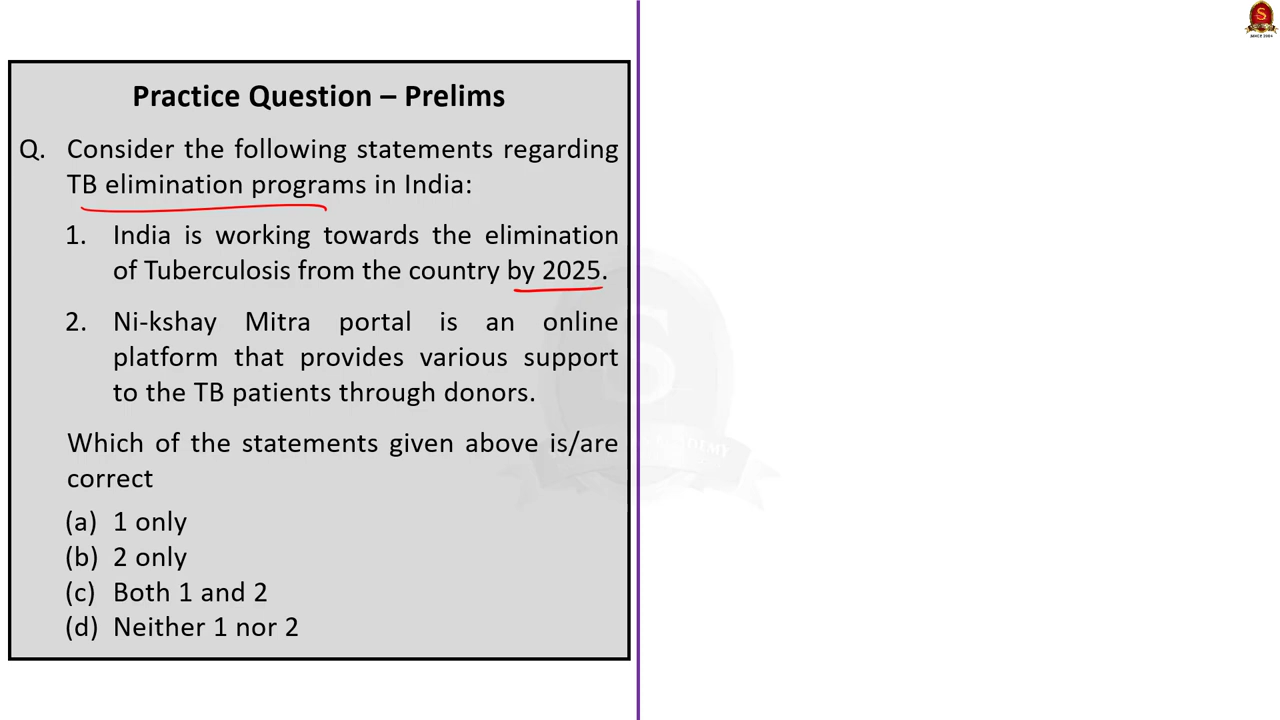 Practice Question – Prelims
Q. Consider the following statements regarding
TB elimination programs in India:
1. India is working towards the elimination
of Tuberculosis from the country by 2025.
2. Ni-kshay Mitra portal is an online
platform that provides various support
to the TB patients through donors.
Which of the statements given above is/are
correct
(a) 1 only
(b) 2 only
(c) Both 1 and 2
(d) Neither 1 nor 2
S
SINCE 2004